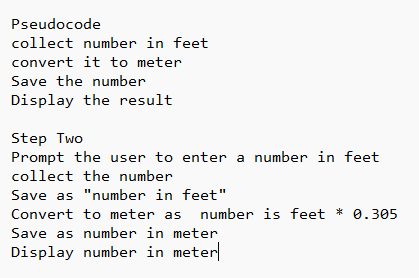 Pseudocode
collect number in feet
convert it to meter
Save the number
Display the result
Step Two
Prompt the user to enter a number in feet
collect the number
Save as "number in feet"
Convert to meter as  number is feet * 0.305
Save as number in meter
Display number in meter